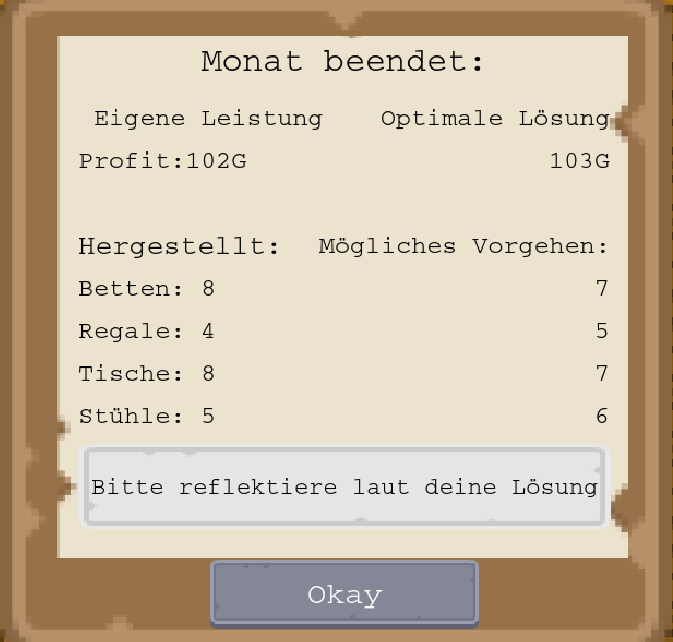 Monat beendet:
Eigene Leistung Optimale Lösung
Profit:102G 103G
Hergestellt: Mögliches Vorgehen:
Betten: 8 7
Regale: 4 5
Tische: 8 7
Stühle: 5 6
Bitte reflektiere laut deine Lösung
Okay